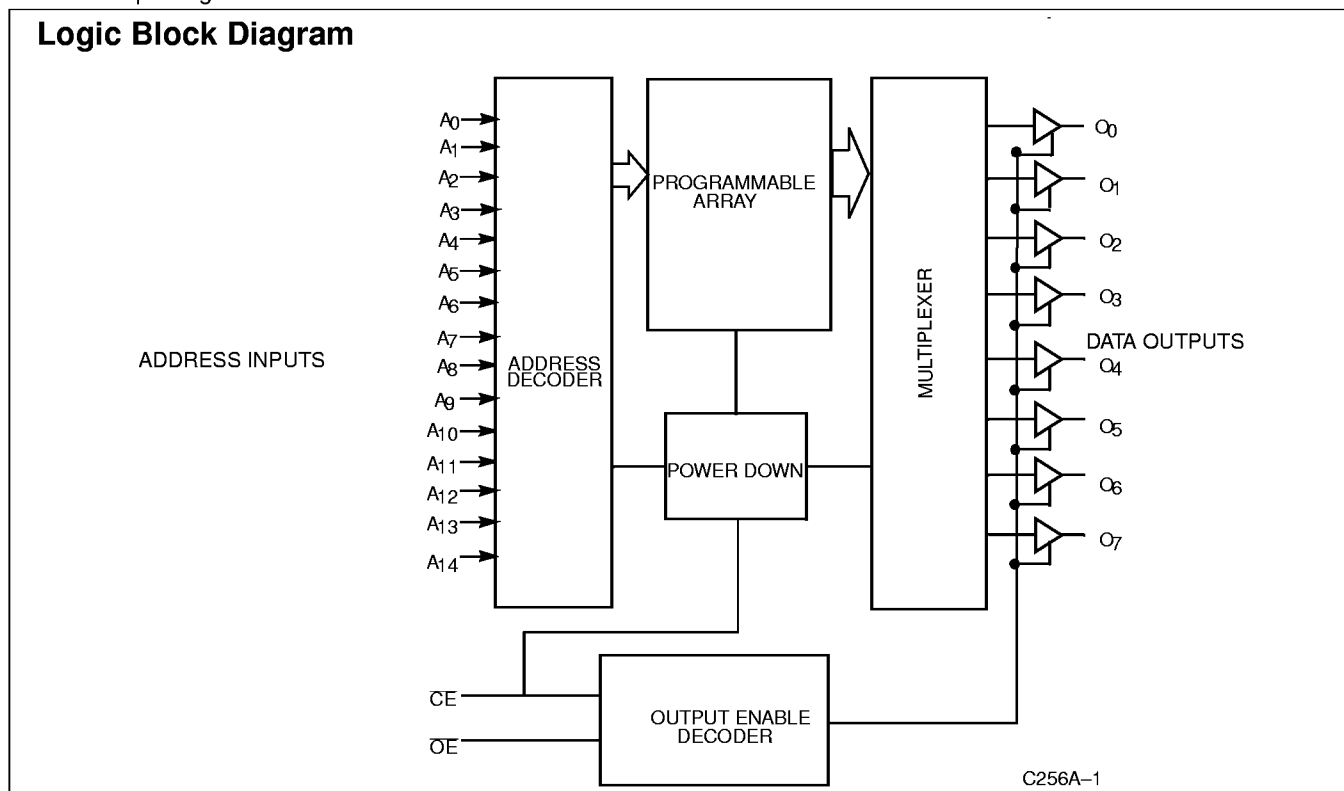 Logic Block Diagram
A0
A1
A2
A3
A4
A5
A6
A7
A8
A9
A10
A11
A12
A13
A14
ADDRESS INPUTS
ADDRESS
DECODER
PROGRAMMABLE
ARRAY
POWER DOWN
MULTIPLEXER
O0
O1
O2
O3
DATA OUTPUTS
O4
O5
O6
O7
CE
OE
OUTPUT ENABLE
DECODER
C256A–1